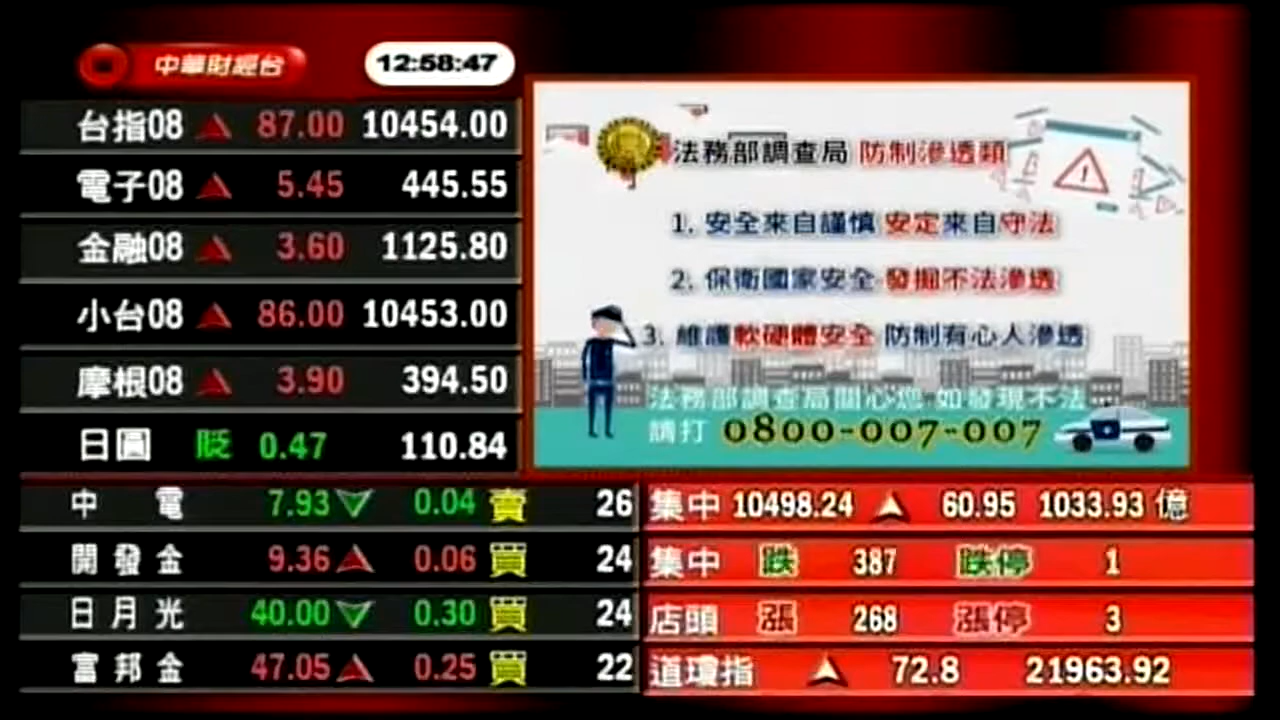 中華財經台 12:58:47
台指08 ▲ 87.00 10454.00
電子08 ▲ 5.45 445.55
金融08 ▲ 3.60 1125.80
小台08 ▲ 86.00 10453.00
摩根08 ▲ 3.90 394.50
日圓 貶 0.47 110.84
法務部調查局 防制滲透類
1. 安全來自謹慎 安定來自守法
2. 保衛國家安全 發掘不法滲透
3. 維護軟硬體安全 防制有心人滲透
法務部調查局關心您 如發現不法
請打 0800-007-007
中電 7.93 ▽ 0.04 賣 26
開發金 9.36 ▲ 0.06 買 24
日月光 40.00 ▽ 0.30 買 24
富邦金 47.05 ▲ 0.25 買 22
集中 10498.24 ▲ 60.95 1033.93 億
集中 跌 387 跌停 1
店頭 漲 268 漲停 3
道瓊指 ▲ 72.8 21963.92